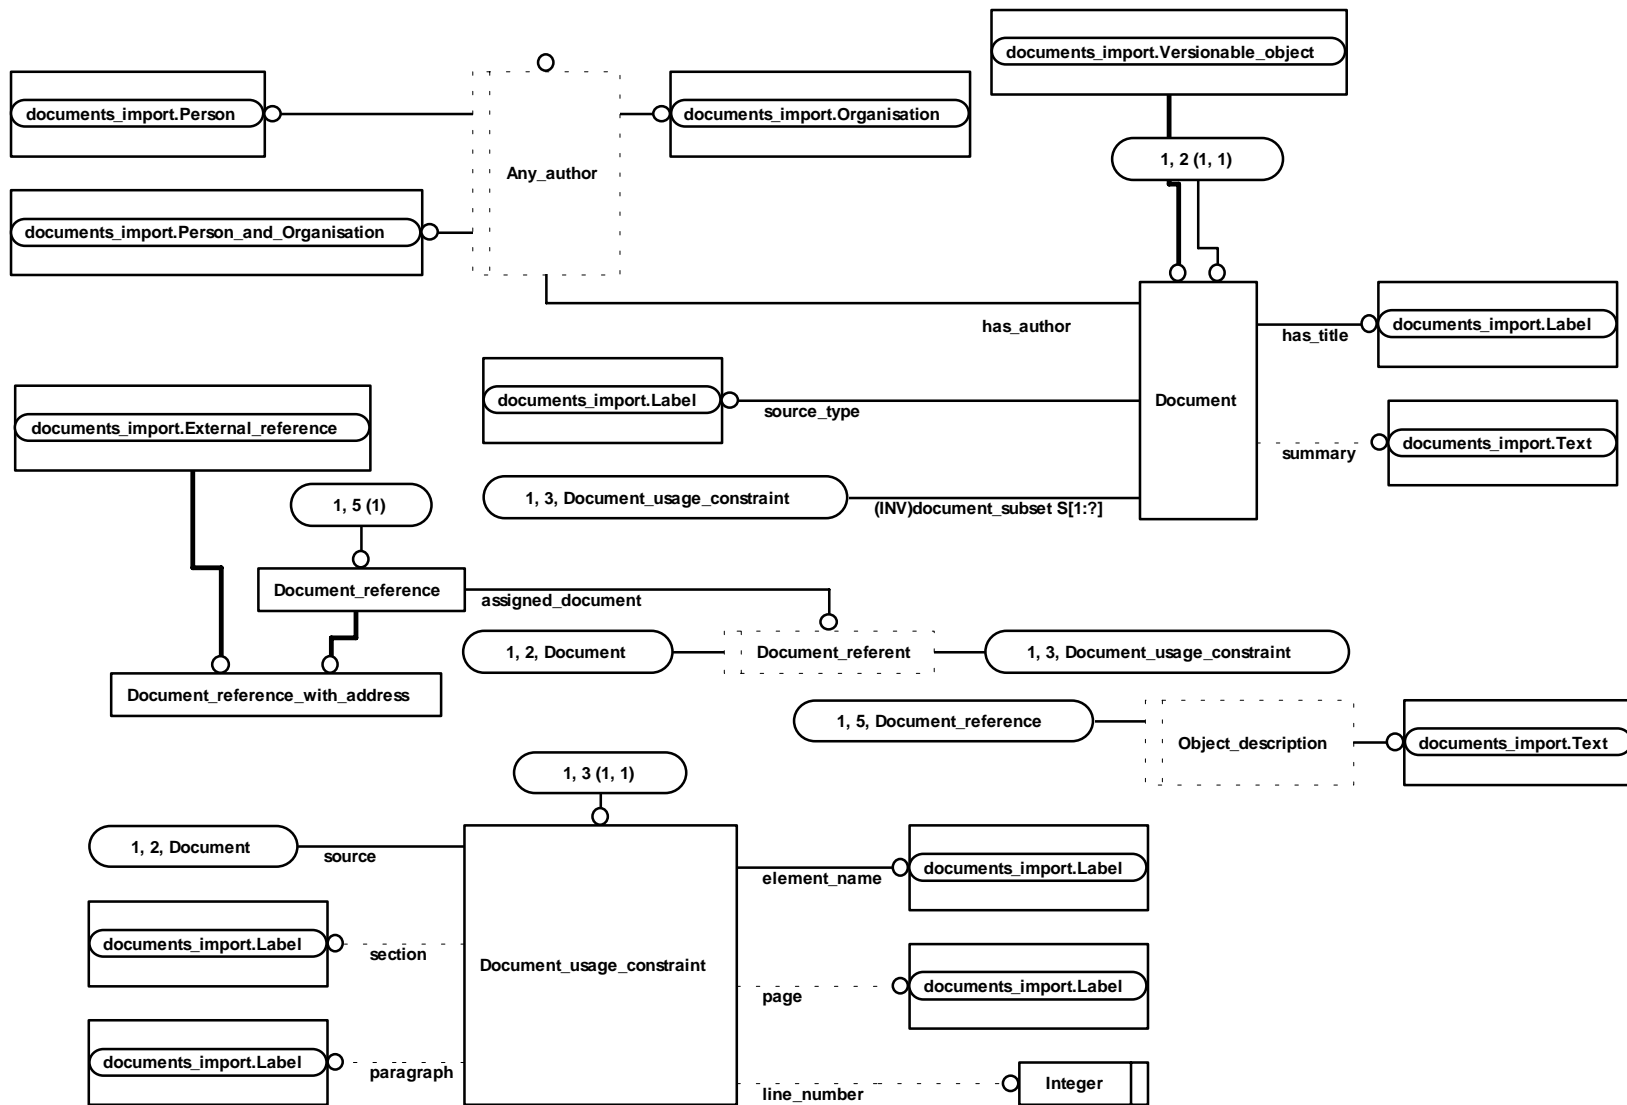 documents_import.Versionable_object
documents_import.Person
documents_import.Organisation
1, 2 (1, 1)
Any_author
documents_import.Person_and_Organisation
has_author
has_title
documents_import.Label
documents_import.Label
source_type
Document
documents_import.External_reference
summary
documents_import.Text
1, 5 (1)
1, 3, Document_usage_constraint
(INV)document_subset S[1:?]
Document_reference
assigned_document
1, 2, Document
Document_referent
1, 3, Document_usage_constraint
Document_reference_with_address
1, 5, Document_reference
Object_description
documents_import.Text
1, 3 (1, 1)
1, 2, Document
source
element_name
documents_import.Label
documents_import.Label
section
Document_usage_constraint
page
documents_import.Label
documents_import.Label
paragraph
line_number
Integer